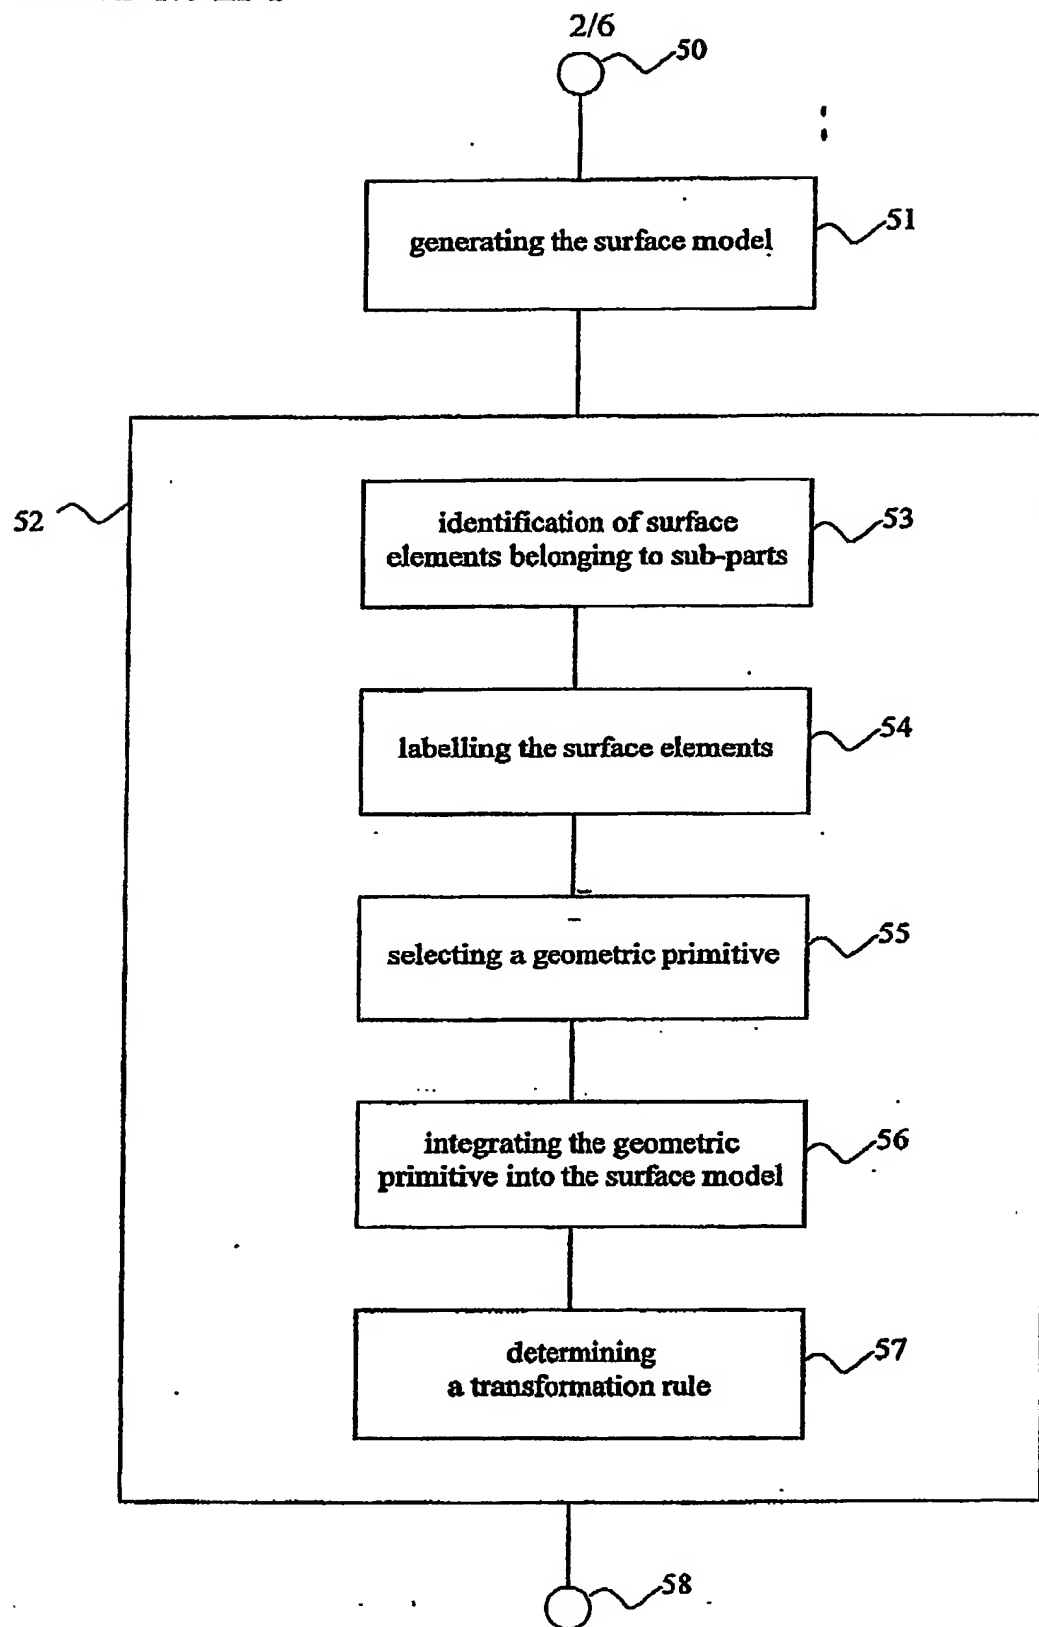 2/6
50
generating the surface model
51
52
identification of surface
elements belonging to sub-parts
53
labelling the surface elements
54
selecting a geometric primitive
55
integrating the geometric
primitive into the surface model
56
determining
a transformation rule
57
58